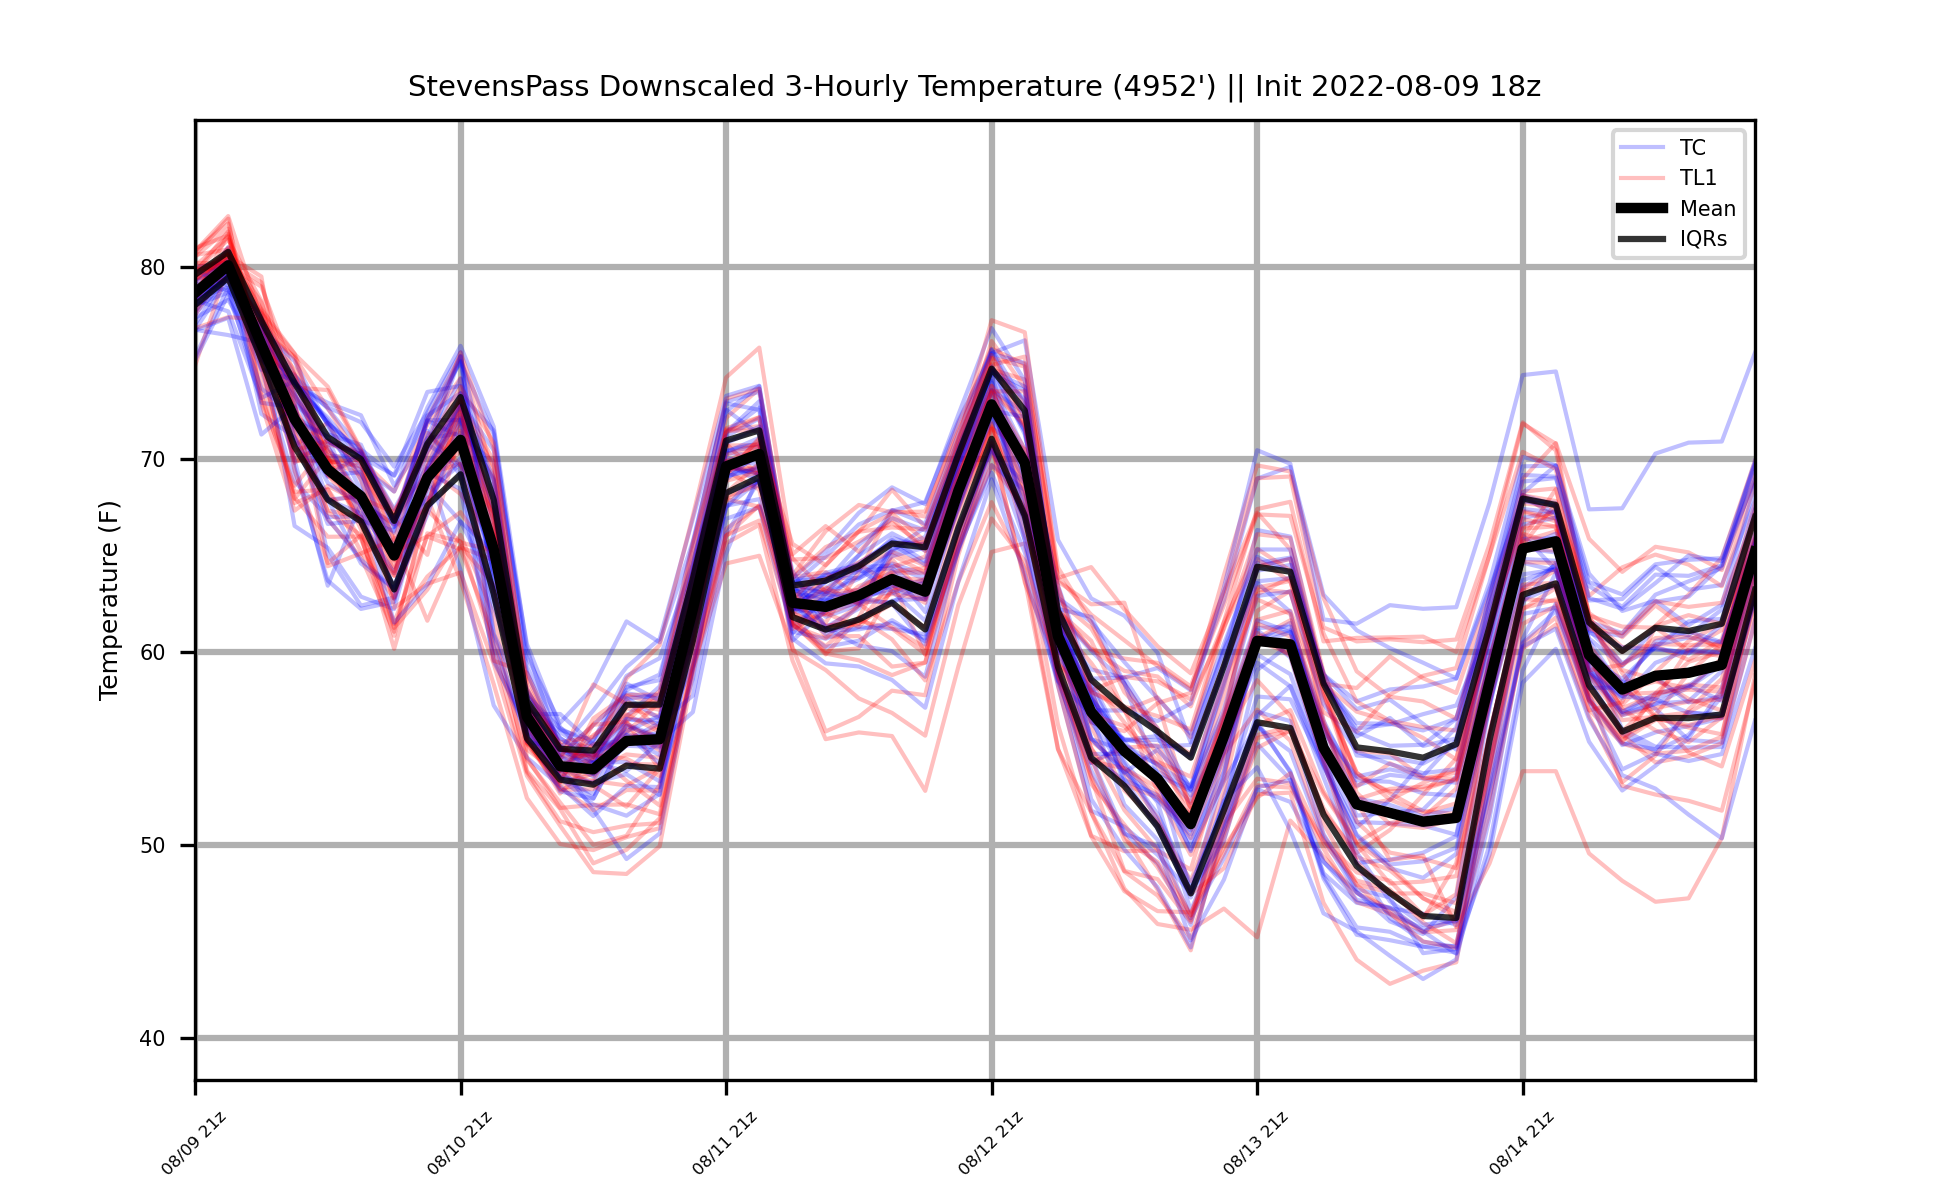 StevensPass Downscaled 3-Hourly Temperature (4952') || Init 2022-08-09 18z
TC
TL1
Mean
IQRs
Temperature (F)
80
70
60
50
40
08/09 21z
08/10 21z
08/11 21z
08/12 21z
08/13 21z
08/14 21z